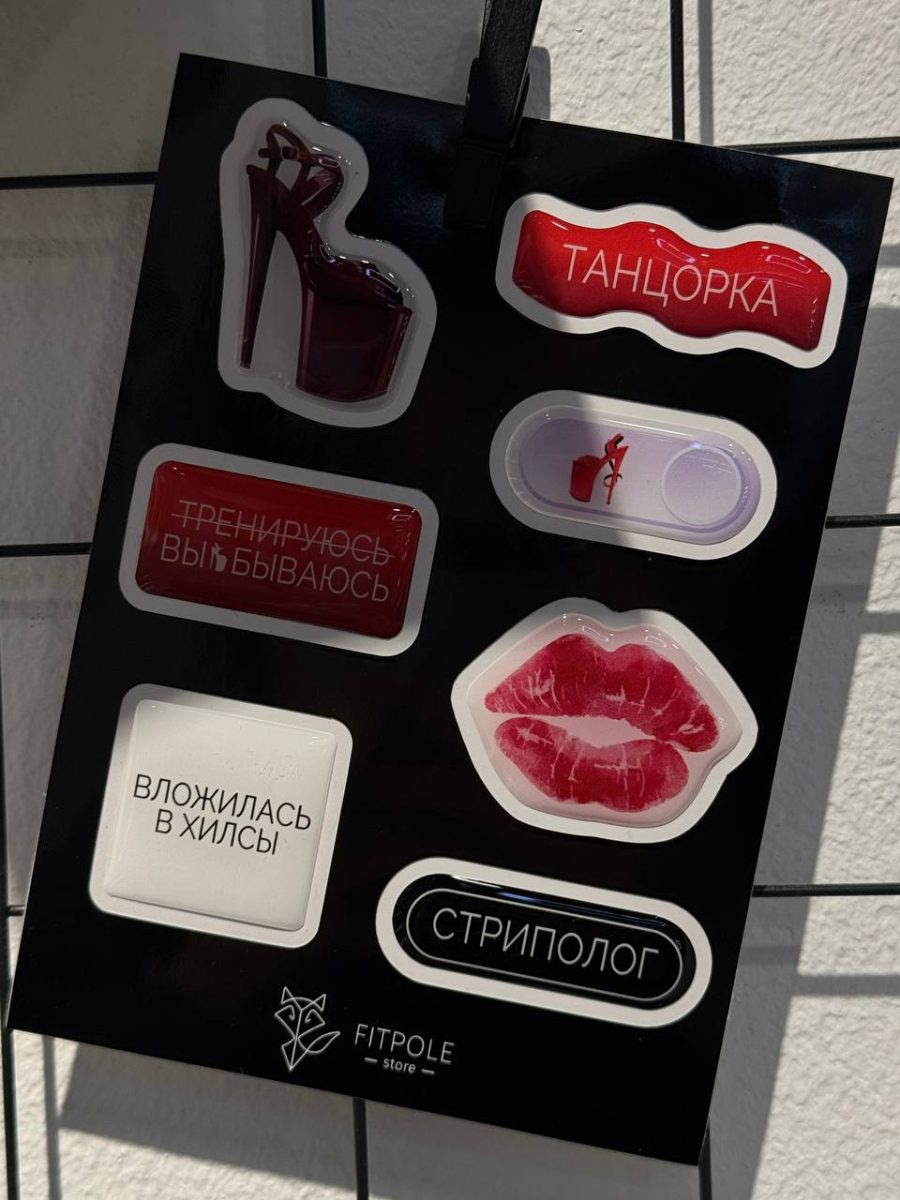 ТАНЦОРКА
ТРЕНИРУЮСЬ
ВЫ БЫВАЮСЬ
ВЛОЖИЛАСЬ
В ХИЛСЫ
СТРИПОЛОГ
FITPOLE
store